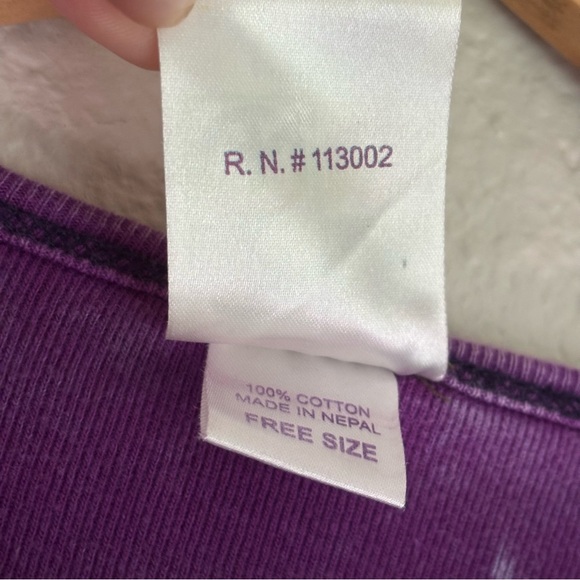 R. N. # 113002
100% COTTON
MADE IN NEPAL
FREE SIZE